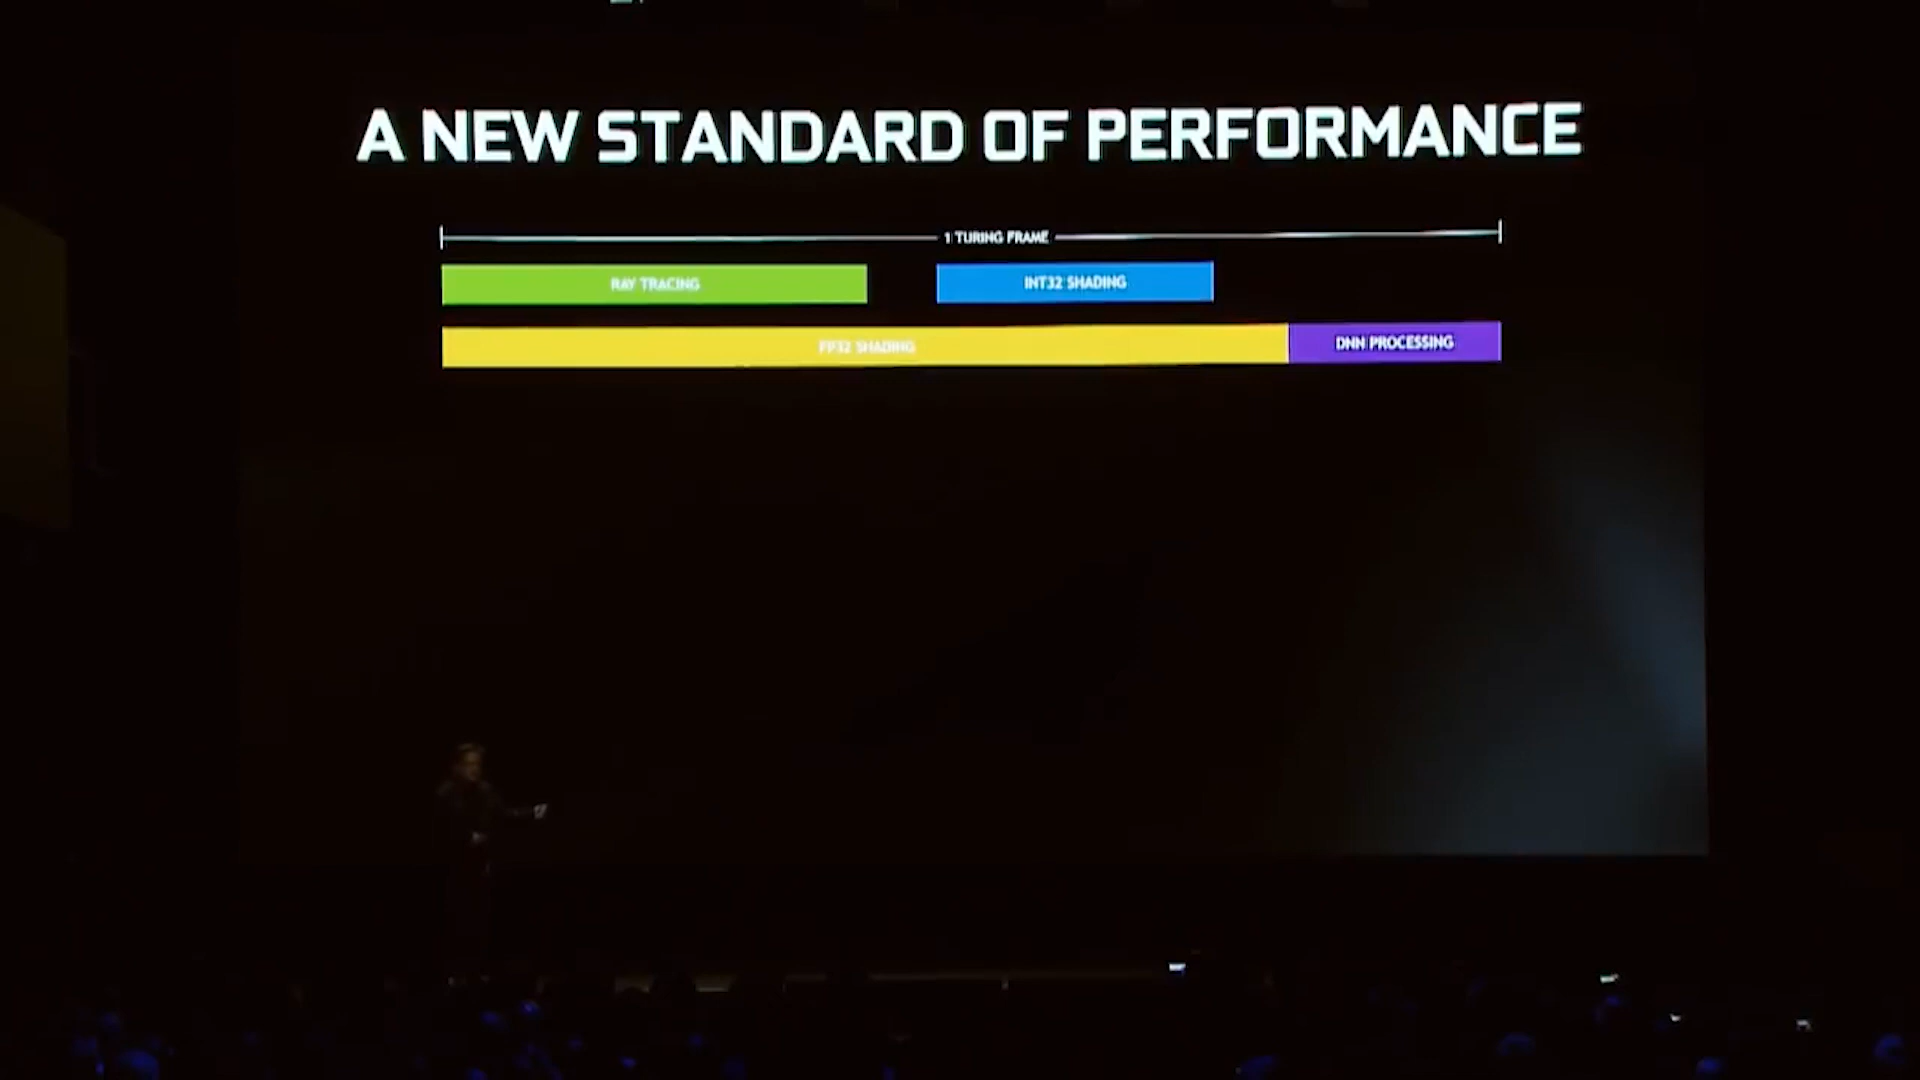 A NEW STANDARD OF PERFORMANCE
1 TURING FRAME
RAY TRACING
INT32 SHADING
FP32 SHADING
DNN PROCESSING